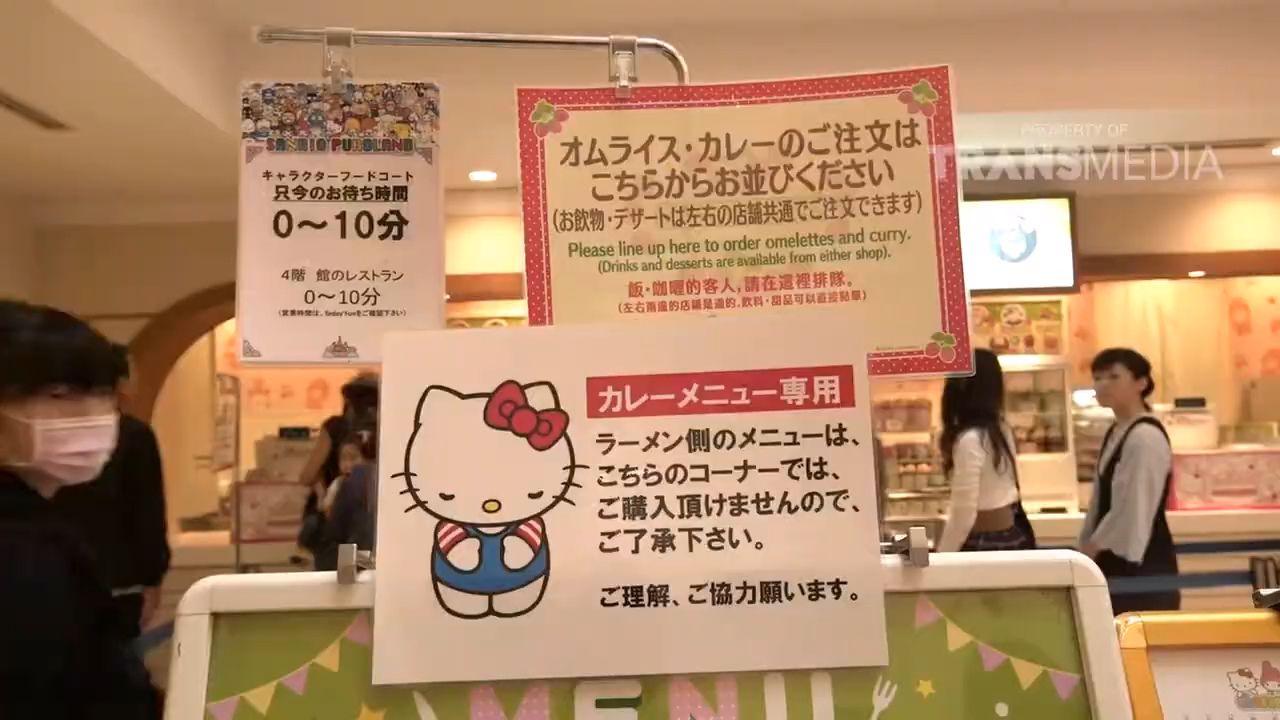 SANRIO PUROLAND
キャラクターフードコート
只今のお待ち時間
0～10分
4階 館のレストラン
0～10分
オムライス・カレーのご注文は
こちらからお並びください
(お飲物・デザートは左右の店舗共通でご注文できます)
Please line up here to order omelettes and curry.
(Drinks and desserts are available from either shop).
飯・咖喱的客人,請在這裡排隊。
PROPERTY OF
TRANSMEDIA
カレーメニュー専用
ラーメン側のメニューは、
こちらのコーナーでは、
ご購入頂けませんので、
ご了承下さい。
ご理解、ご協力願います。
MENU